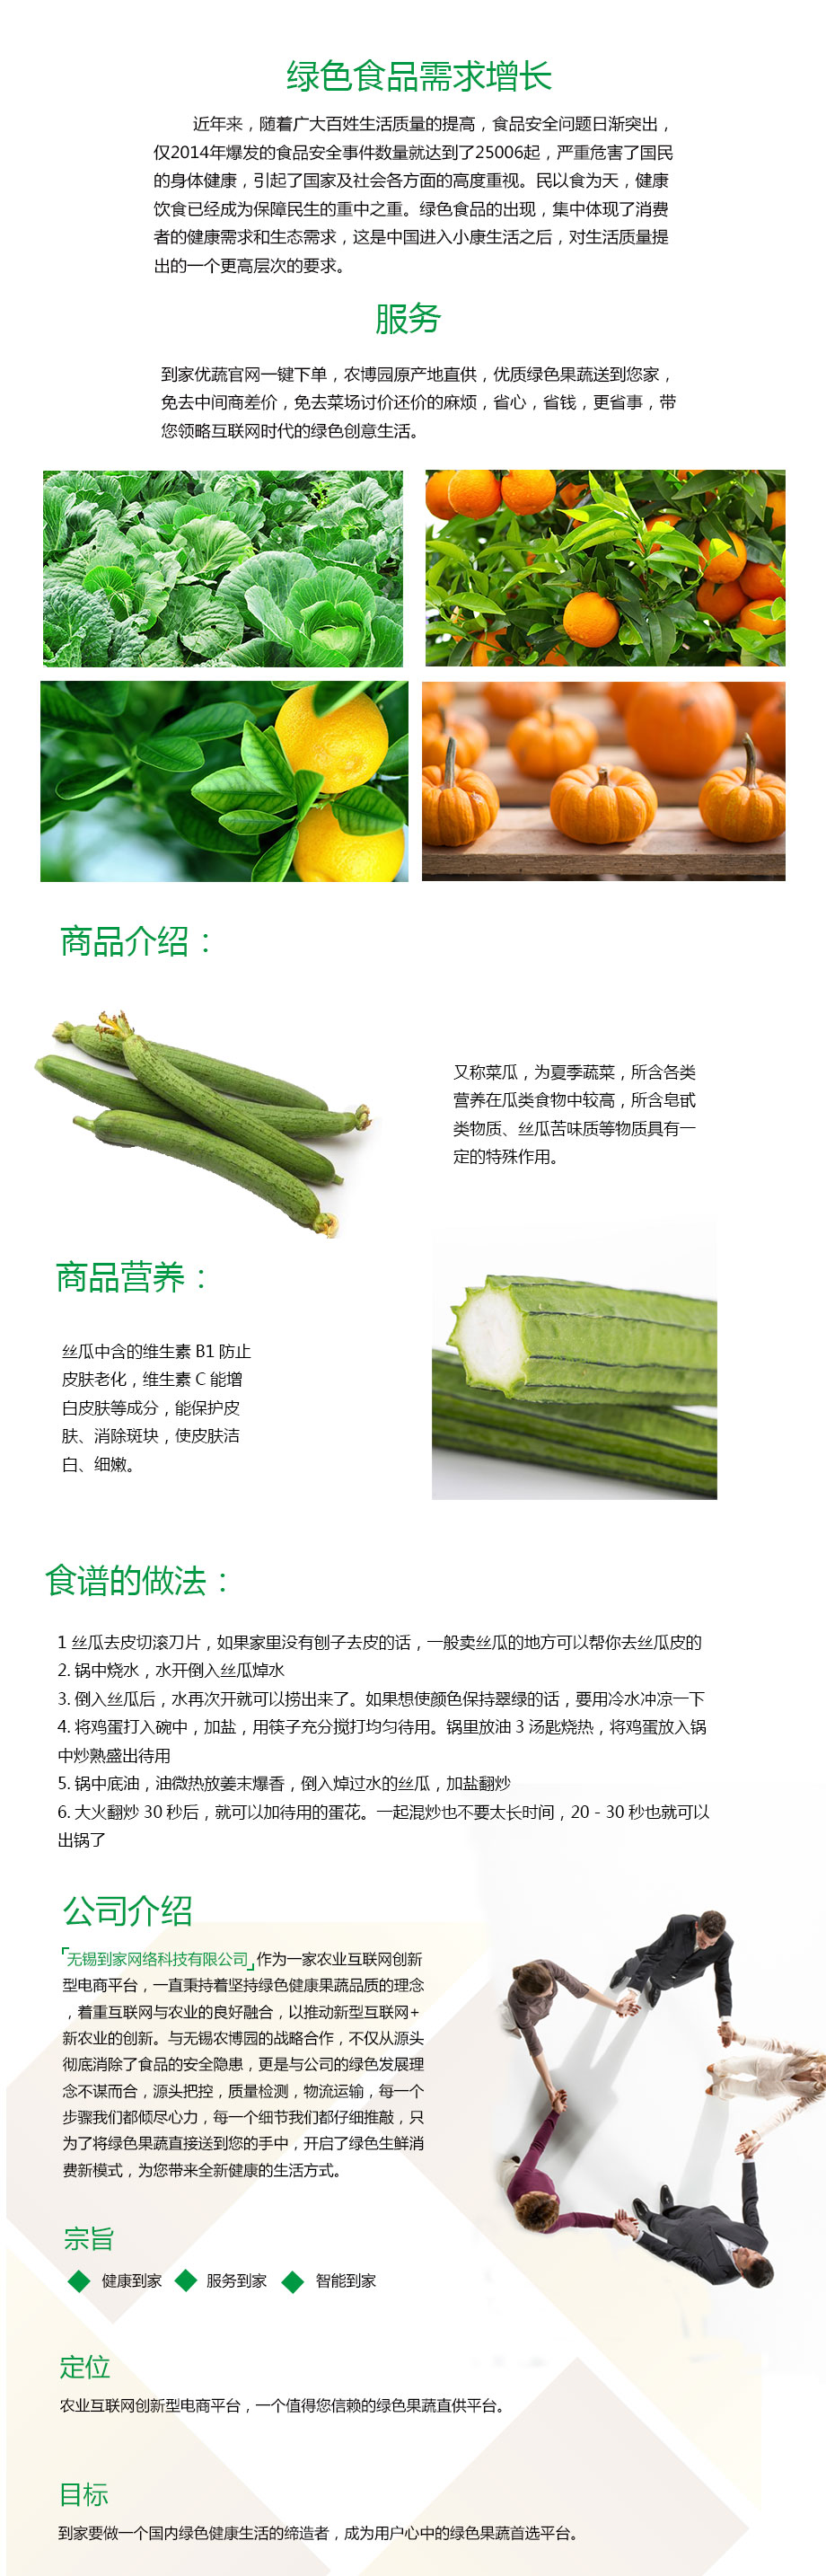 绿色食品需求增长
近年来，随着广大百姓生活质量的提高，食品安全问题日渐突出，
仅2014年爆发的食品安全事件数量就达到了25006起，严重危害了国民
的身体健康，引起了国家及社会各方面的高度重视。民以食为天，健康
饮食已经成为保障民生的重中之重。绿色食品的出现，集中体现了消费
者的健康需求和生态需求，这是中国进入小康生活之后，对生活质量提
出的一个更高层次的要求。
服务
到家优蔬官网一键下单，农博园原产地直供，优质绿色果蔬送到您家，
免去中间商差价，免去菜场讨价还价的麻烦，省心，省钱，更省事，带
您领略互联网时代的绿色创意生活。
商品介绍：
又称菜瓜，为夏季蔬菜，所含各类
营养在瓜类食物中较高，所含皂甙
类物质、丝瓜苦味质等物质具有一
定的特殊作用。
商品营养：
丝瓜中含的维生素 B1 防止
皮肤老化，维生素 C 能增
白皮肤等成分，能保护皮
肤、消除斑块，使皮肤洁
白、细嫩。
食谱的做法：
1 丝瓜去皮切滚刀片，如果家里没有刨子去皮的话，一般卖丝瓜的地方可以帮你去丝瓜皮的
2. 锅中烧水，水开倒入丝瓜焯水
3. 倒入丝瓜后，水再次开就可以捞出来了。如果想使颜色保持翠绿的话，要用冷水冲凉一下
4. 将鸡蛋打入碗中，加盐，用筷子充分搅打均匀待用。锅里放油 3 汤匙烧热，将鸡蛋放入锅
中炒熟盛出待用
5. 锅中底油，油微热放姜末爆香，倒入焯过水的丝瓜，加盐翻炒
6. 大火翻炒 30 秒后，就可以加待用的蛋花。一起混炒也不要太长时间，20 - 30 秒也就可以
出锅了
公司介绍
「无锡到家网络科技有限公司」作为一家农业互联网创新
型电商平台，一直秉持着坚持绿色健康果蔬品质的理念
，着重互联网与农业的良好融合，以推动新型互联网+
新农业的创新。与无锡农博园的战略合作，不仅从源头
彻底消除了食品的安全隐患，更是与公司的绿色发展理
念不谋而合，源头把控，质量检测，物流运输，每一个
步骤我们都倾尽心力，每一个细节我们都仔细推敲，只
为了将绿色果蔬直接送到您的手中，开启了绿色生鲜消
费新模式，为您带来全新健康的生活方式。
宗旨
健康到家 服务到家 智能到家
定位
农业互联网创新型电商平台，一个值得您信赖的绿色果蔬直供平台。
目标
到家要做一个国内绿色健康生活的缔造者，成为用户心中的绿色果蔬首选平台。